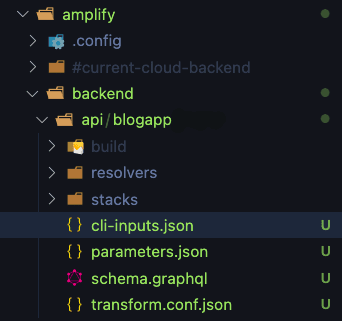 amplify
.config
#current-cloud-backend
backend
api/blogapp
build
resolvers
stacks
{ } cli-inputs.json U
{ } parameters.json U
schema.graphql U
{ } transform.conf.json U